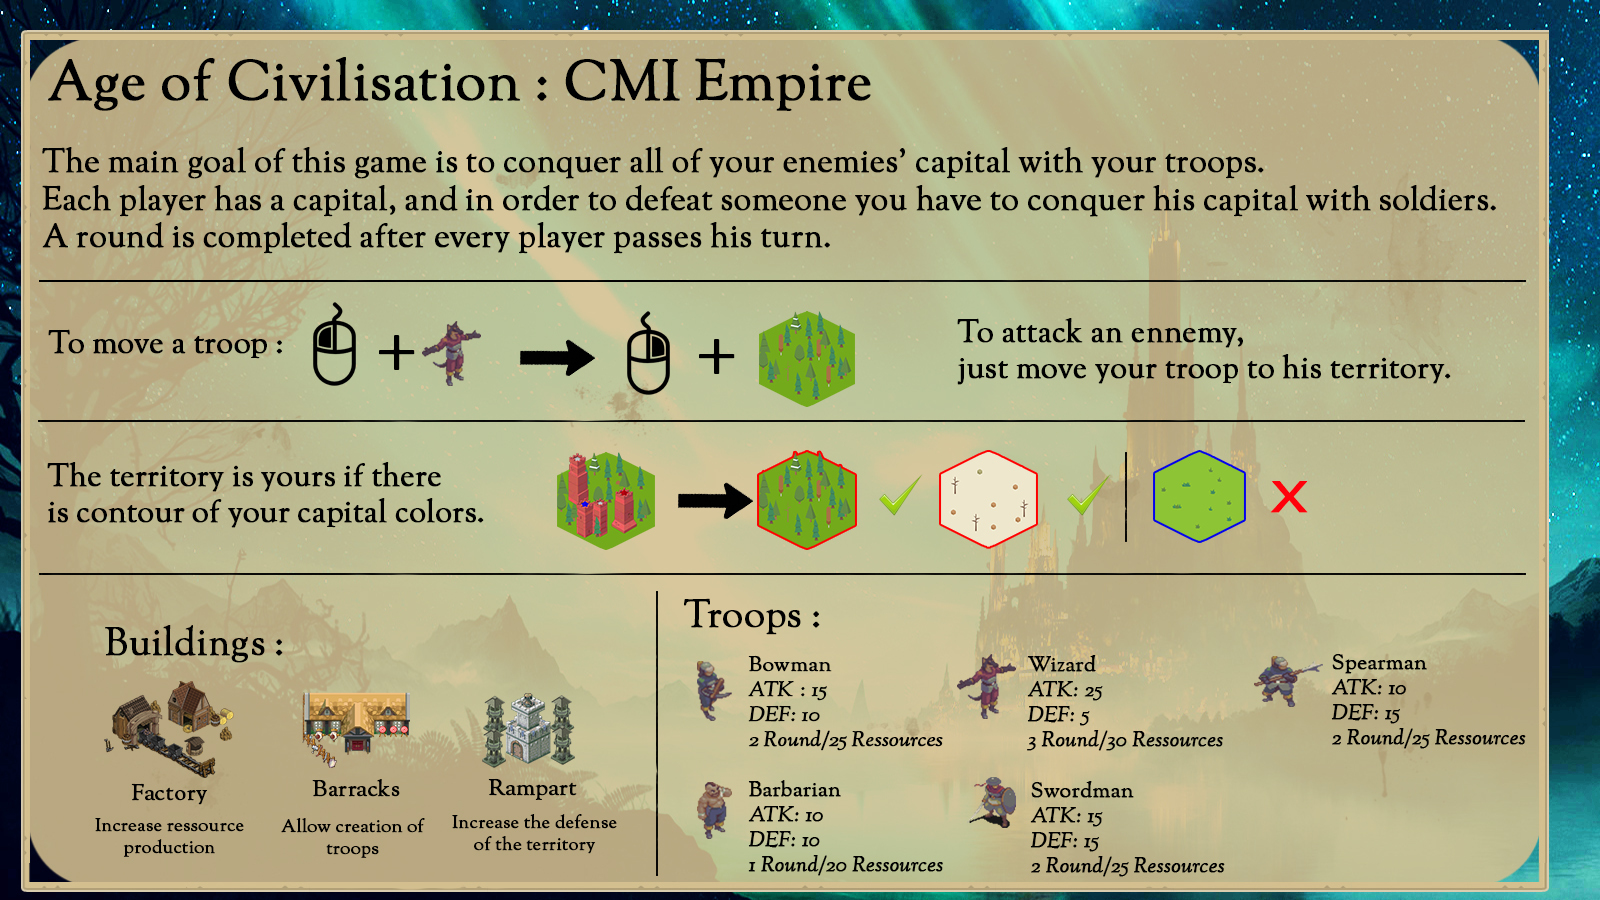 Age of Civilisation : CMI Empire
The main goal of this game is to conquer all of your enemies' capital with your troops.
Each player has a capital, and in order to defeat someone you have to conquer his capital with soldiers.
A round is completed after every player passes his turn.
To move a troop :
To attack an ennemy,
just move your troop to his territory.
The territory is yours if there
is contour of your capital colors.
Buildings :
Factory
Increase ressource
production
Barracks
Allow creation of
troops
Rampart
Increase the defense
of the territory
Troops :
Bowman
ATK : 15
DEF: 10
2 Round/25 Ressources
Wizard
ATK: 25
DEF: 5
3 Round/30 Ressources
Spearman
ATK: 10
DEF: 15
2 Round/25 Ressources
Barbarian
ATK: 10
DEF: 10
1 Round/20 Ressources
Swordman
ATK: 15
DEF: 15
2 Round/25 Ressources